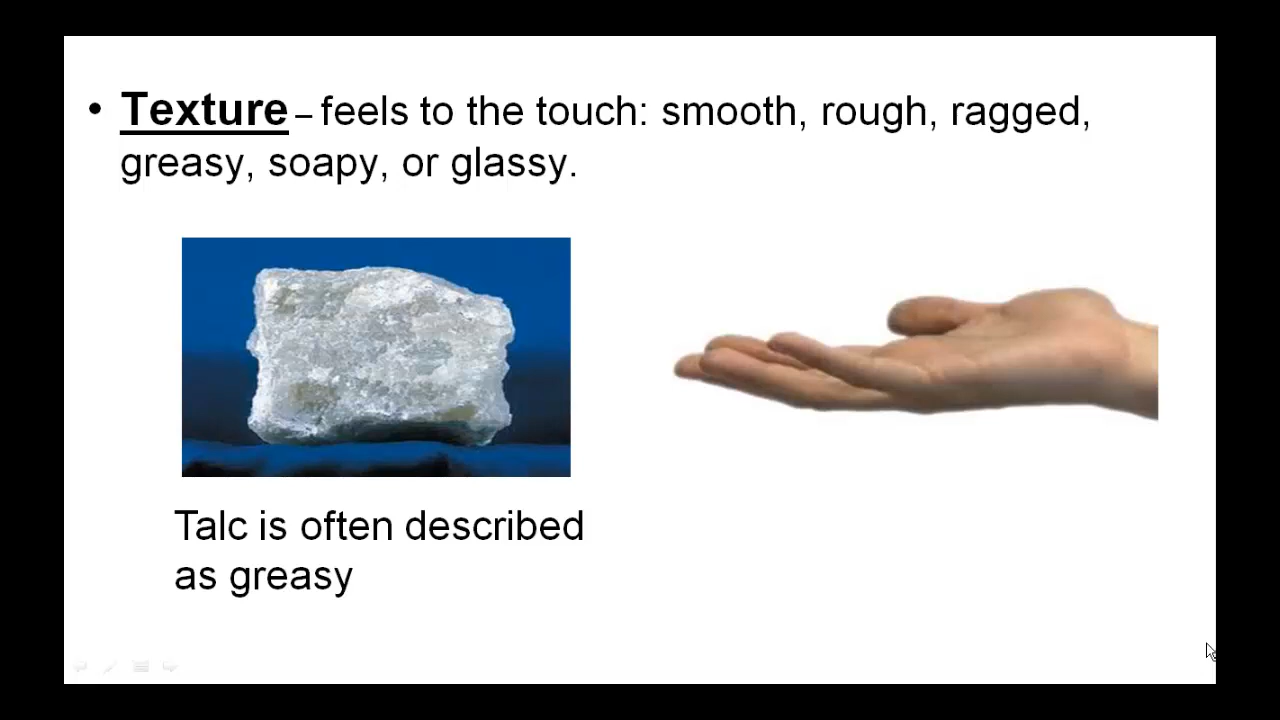 • Texture – feels to the touch: smooth, rough, ragged,
greasy, soapy, or glassy.
Talc is often described
as greasy